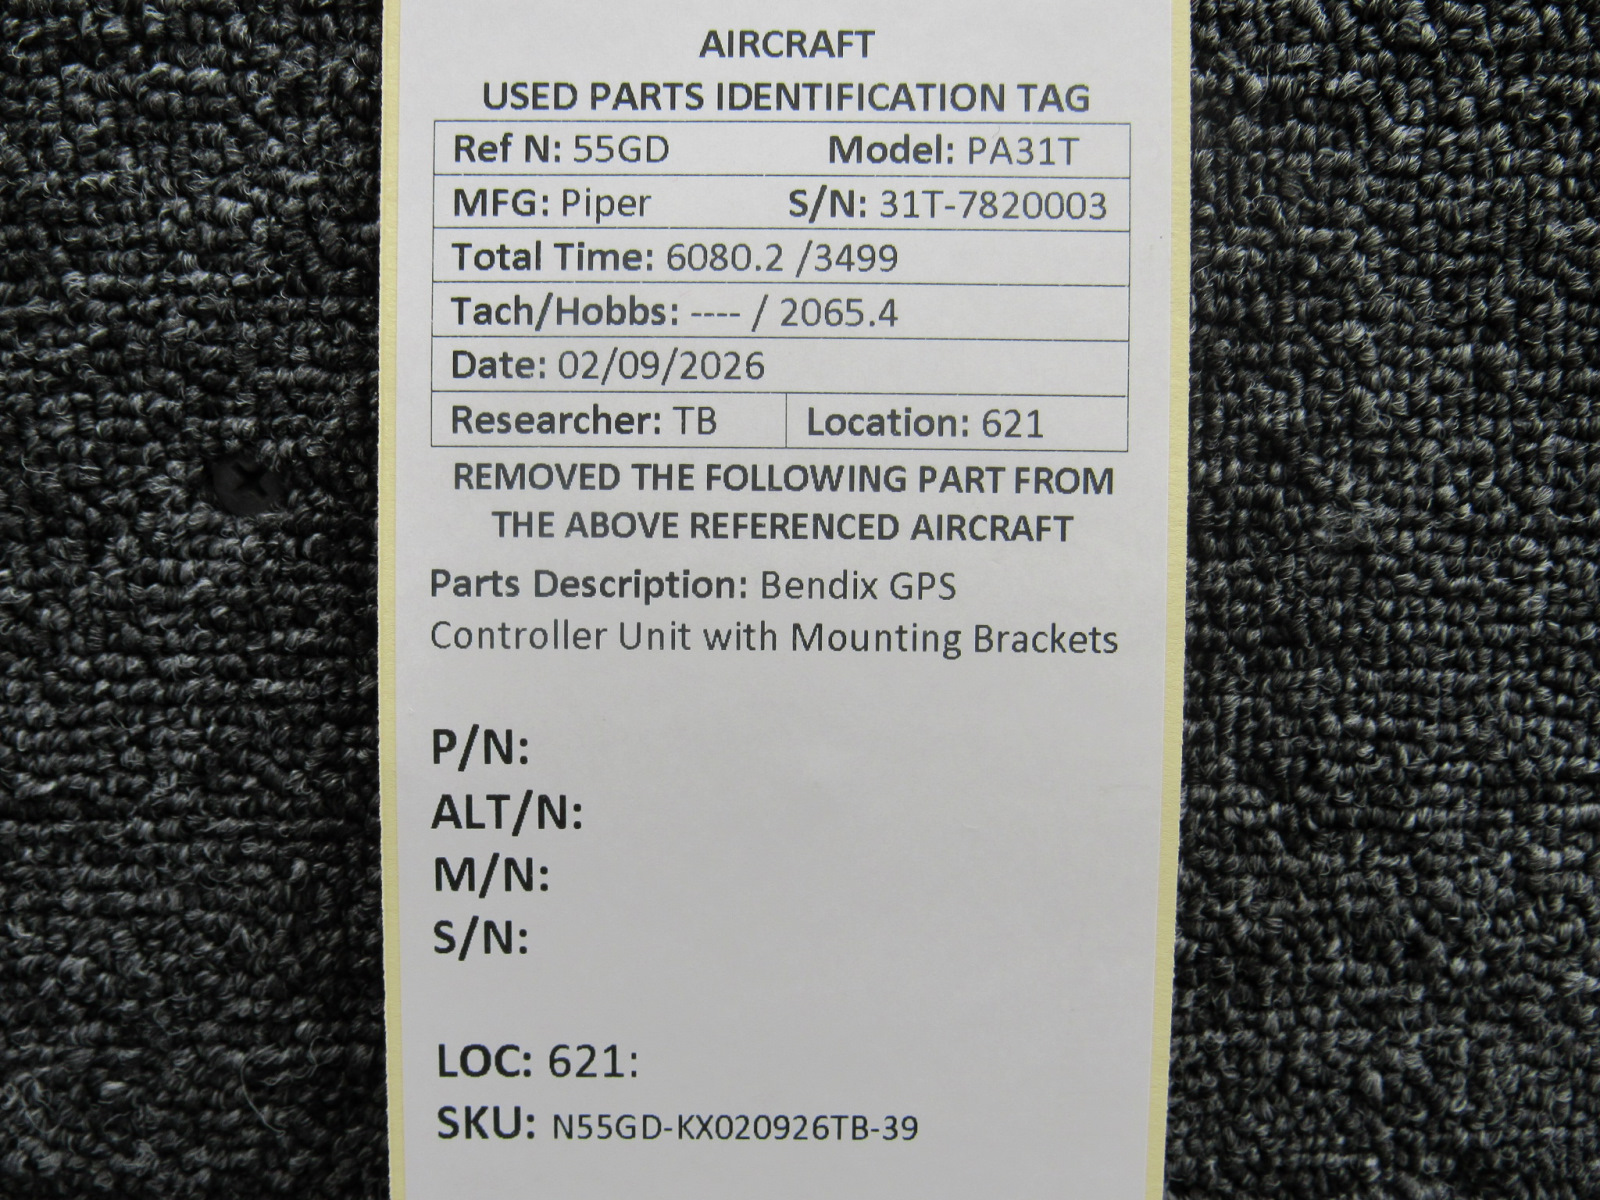 AIRCRAFT
USED PARTS IDENTIFICATION TAG
Ref N: 55GD Model: PA31T
MFG: Piper S/N: 31T-7820003
Total Time: 6080.2 /3499
Tach/Hobbs: ---- / 2065.4
Date: 02/09/2026
Researcher: TB Location: 621
REMOVED THE FOLLOWING PART FROM
THE ABOVE REFERENCED AIRCRAFT
Parts Description: Bendix GPS
Controller Unit with Mounting Brackets
P/N:
ALT/N:
M/N:
S/N:
LOC: 621:
SKU: N55GD-KX020926TB-39